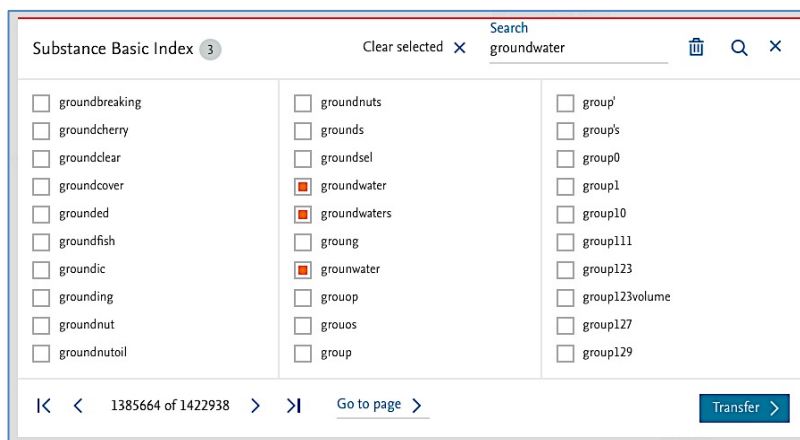 Substance Basic Index 3
Clear selected
Search
groundwater
groundbreaking
groundcherry
groundclear
groundcover
grounded
groundfish
groundic
grounding
groundnut
groundnutoil
groundnuts
grounds
groundsel
groundwater
groundwaters
groung
grounwater
grouop
grouos
group
group'
group's
group0
group1
group10
group111
group123
group123volume
group127
group129
1385664 of 1422938
Go to page
Transfer